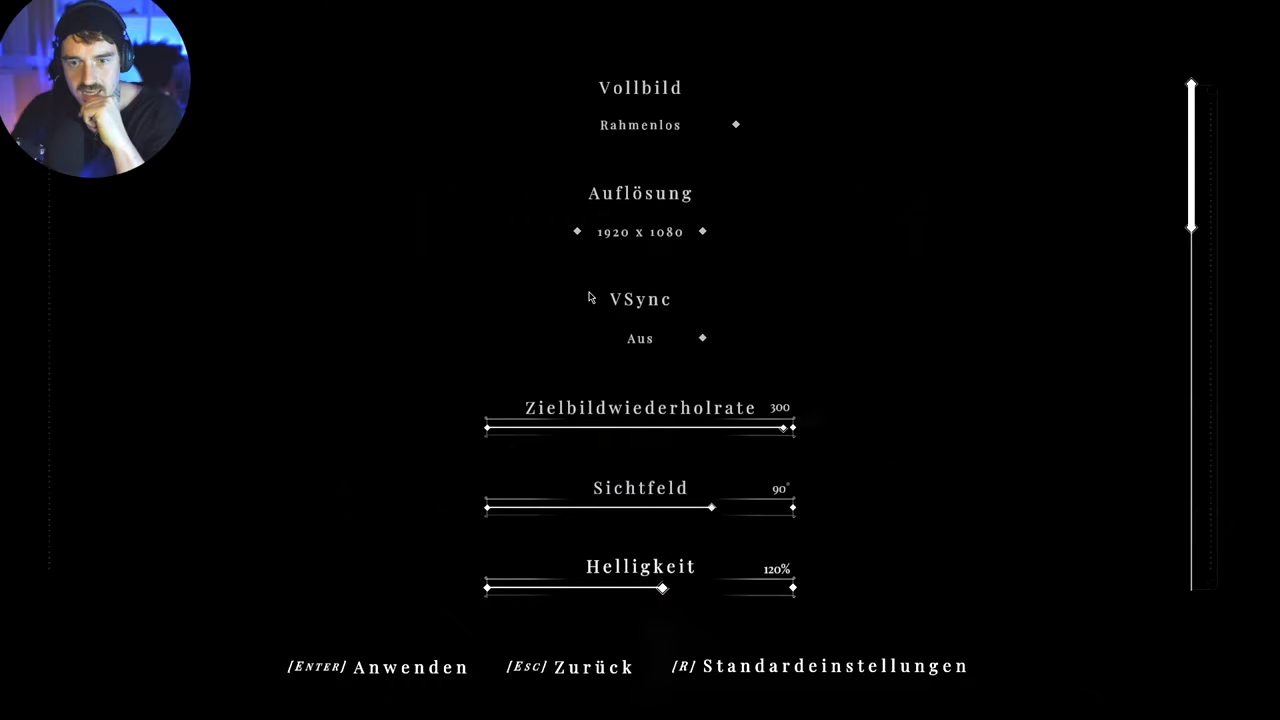 Vollbild
Rahmenlos
Auflösung
1920 x 1080
VSync
Aus
Zielbildwiederholrate 300
Sichtfeld 90°
Helligkeit 120%
[ENTER] Anwenden [ESC] Zurück [R] Standardeinstellungen